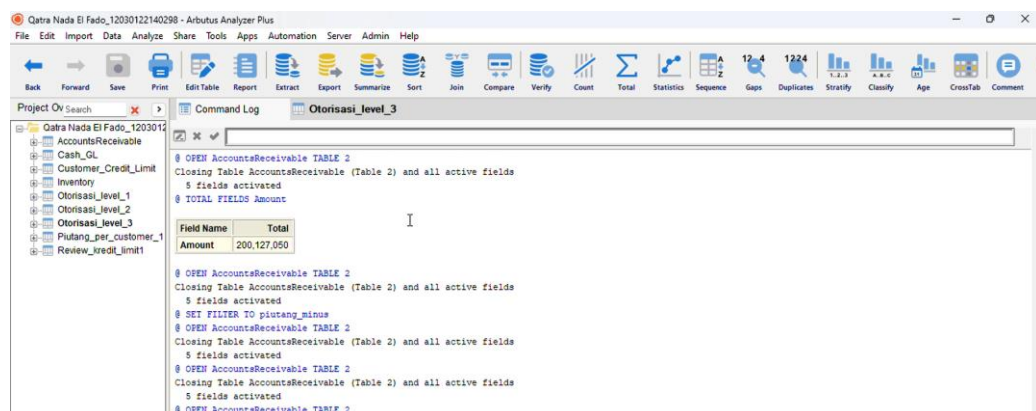 Qatra Nada El Fado_12030122140298 - Arbutus Analyzer Plus
File Edit Import Data Analyze Share Tools Apps Automation Server Admin Help
Back Forward Save Print Edit Table Report Extract Export Summarize Sort Join Compare Verify Count Total Statistics Sequence Gaps Duplicates Stratify Classify Age CrossTab Comment
Project Ov Search
Qatra Nada El Fado_120301
AccountsReceivable
Cash_GL
Customer_Credit_Limit
Inventory
Otorisasi_level_1
Otorisasi_level_2
Otorisasi_level_3
Piutang_per_customer_1
Review_kredit_limit1
Command Log Otorisasi_level_3
@ OPEN AccountsReceivable TABLE 2
Closing Table AccountsReceivable (Table 2) and all active fields
5 fields activated
@ TOTAL FIELDS Amount
Field Name Total
Amount 200,127,050
@ OPEN AccountsReceivable TABLE 2
Closing Table AccountsReceivable (Table 2) and all active fields
5 fields activated
@ SET FILTER TO piutang_minus
@ OPEN AccountsReceivable TABLE 2
Closing Table AccountsReceivable (Table 2) and all active fields
5 fields activated
@ OPEN AccountsReceivable TABLE 2
Closing Table AccountsReceivable (Table 2) and all active fields
5 fields activated
@ OPEN AccountsReceivable TABLE 2